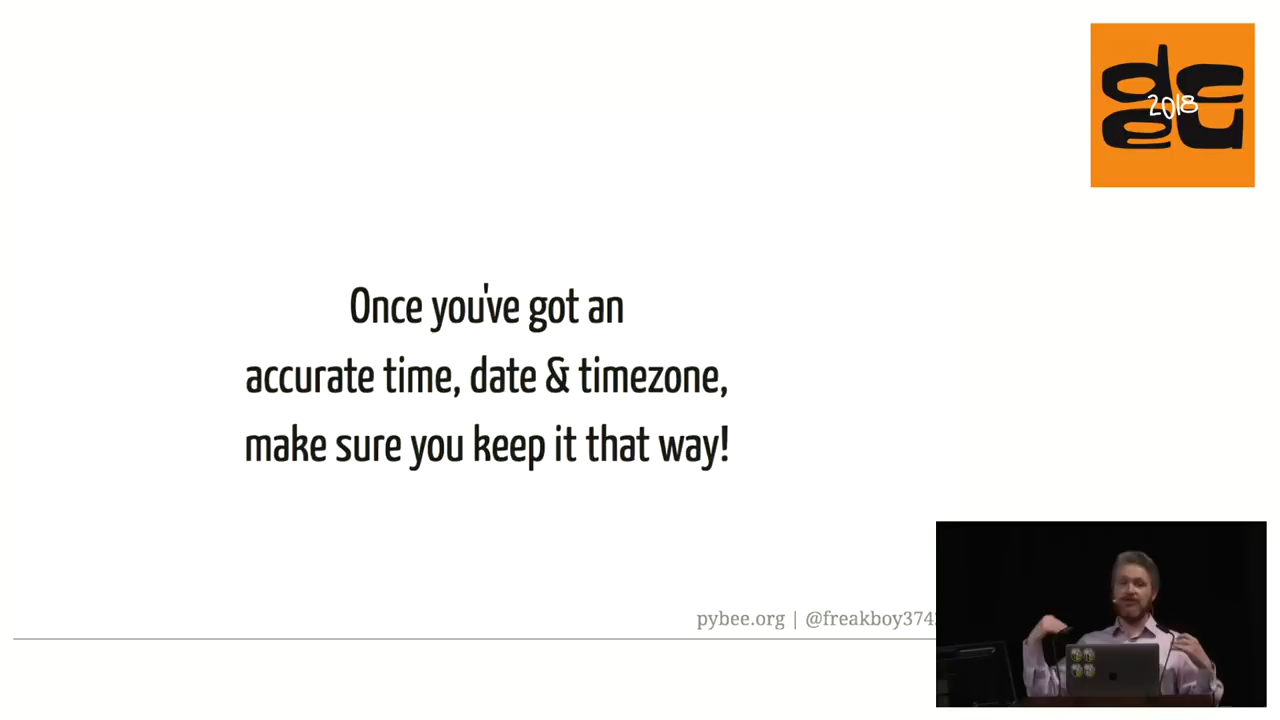 2018
Once you've got an
accurate time, date & timezone,
make sure you keep it that way!
pybee.org | @freakboy374